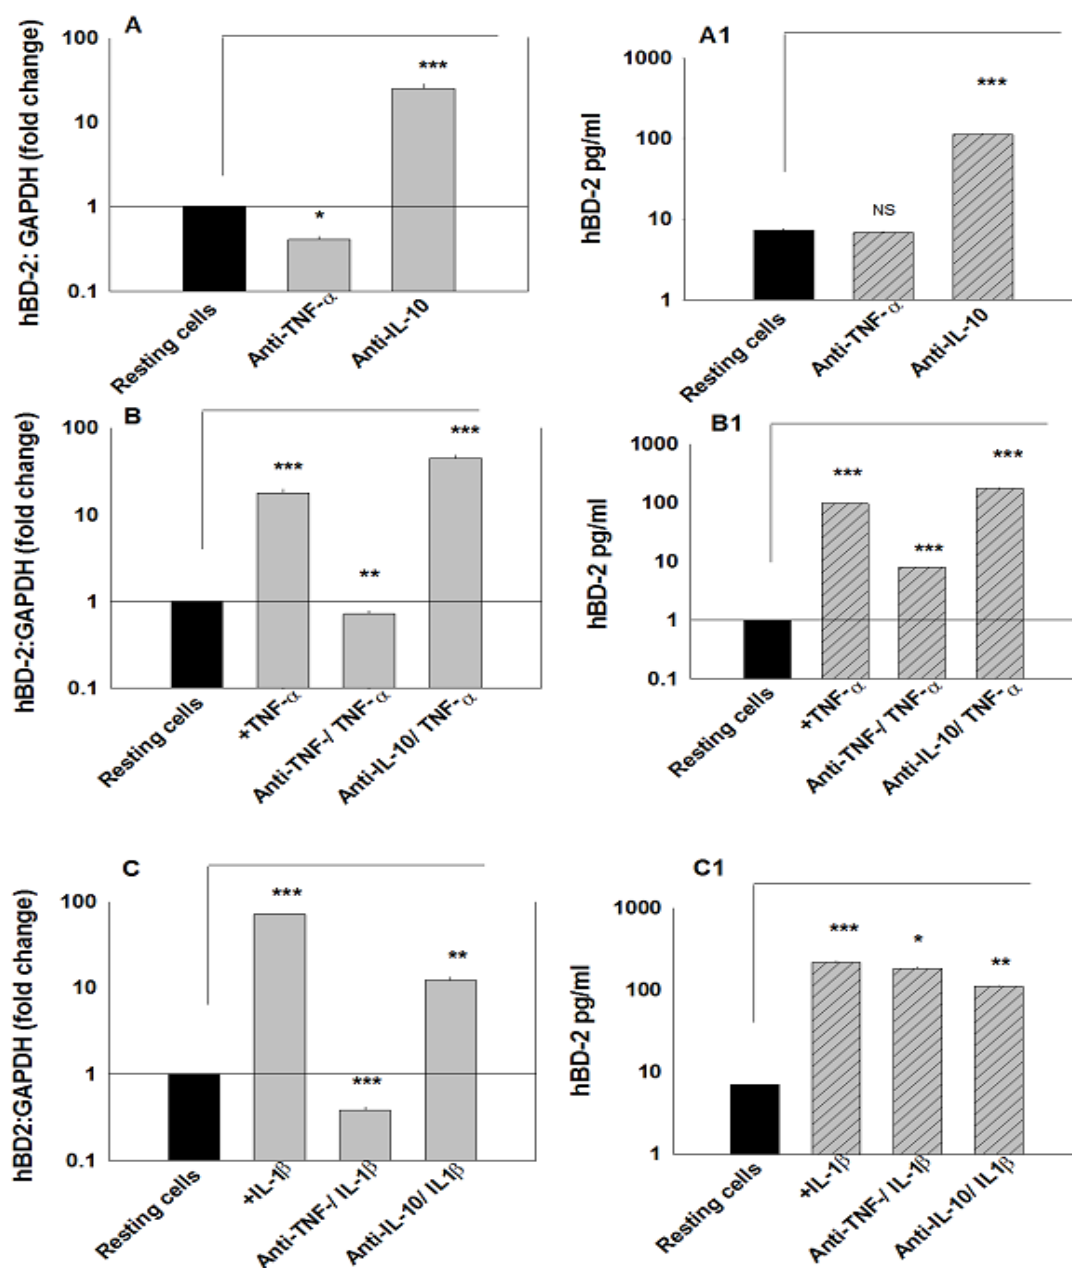 A
hBD-2: GAPDH (fold change)
100
10
1
0.1
*
***
Resting cells
Anti-TNF-α
Anti-IL-10
A1
hBD-2 pg/ml
1000
100
10
1
NS
***
Resting cells
Anti-TNF-α
Anti-IL-10
B
hBD-2:GAPDH (fold change)
100
10
1
0.1
***
**
***
Resting cells
+TNF-α
Anti-TNF-/ TNF-α
Anti-IL-10/ TNF-α
B1
hBD-2 pg/ml
1000
100
10
1
0.1
***
***
***
Resting cells
+TNF-α
Anti-TNF-/ TNF-α
Anti-IL-10/ TNF-α
C
hBD2:GAPDH (fold change)
100
10
1
0.1
***
***
**
Resting cells
+IL-1β
Anti-TNF-/ IL-1β
Anti-IL-10/ IL1β
C1
hBD-2 pg/ml
1000
100
10
1
***
*
**
Resting cells
+IL-1β
Anti-TNF-/ IL-1β
Anti-IL-10/ IL1β